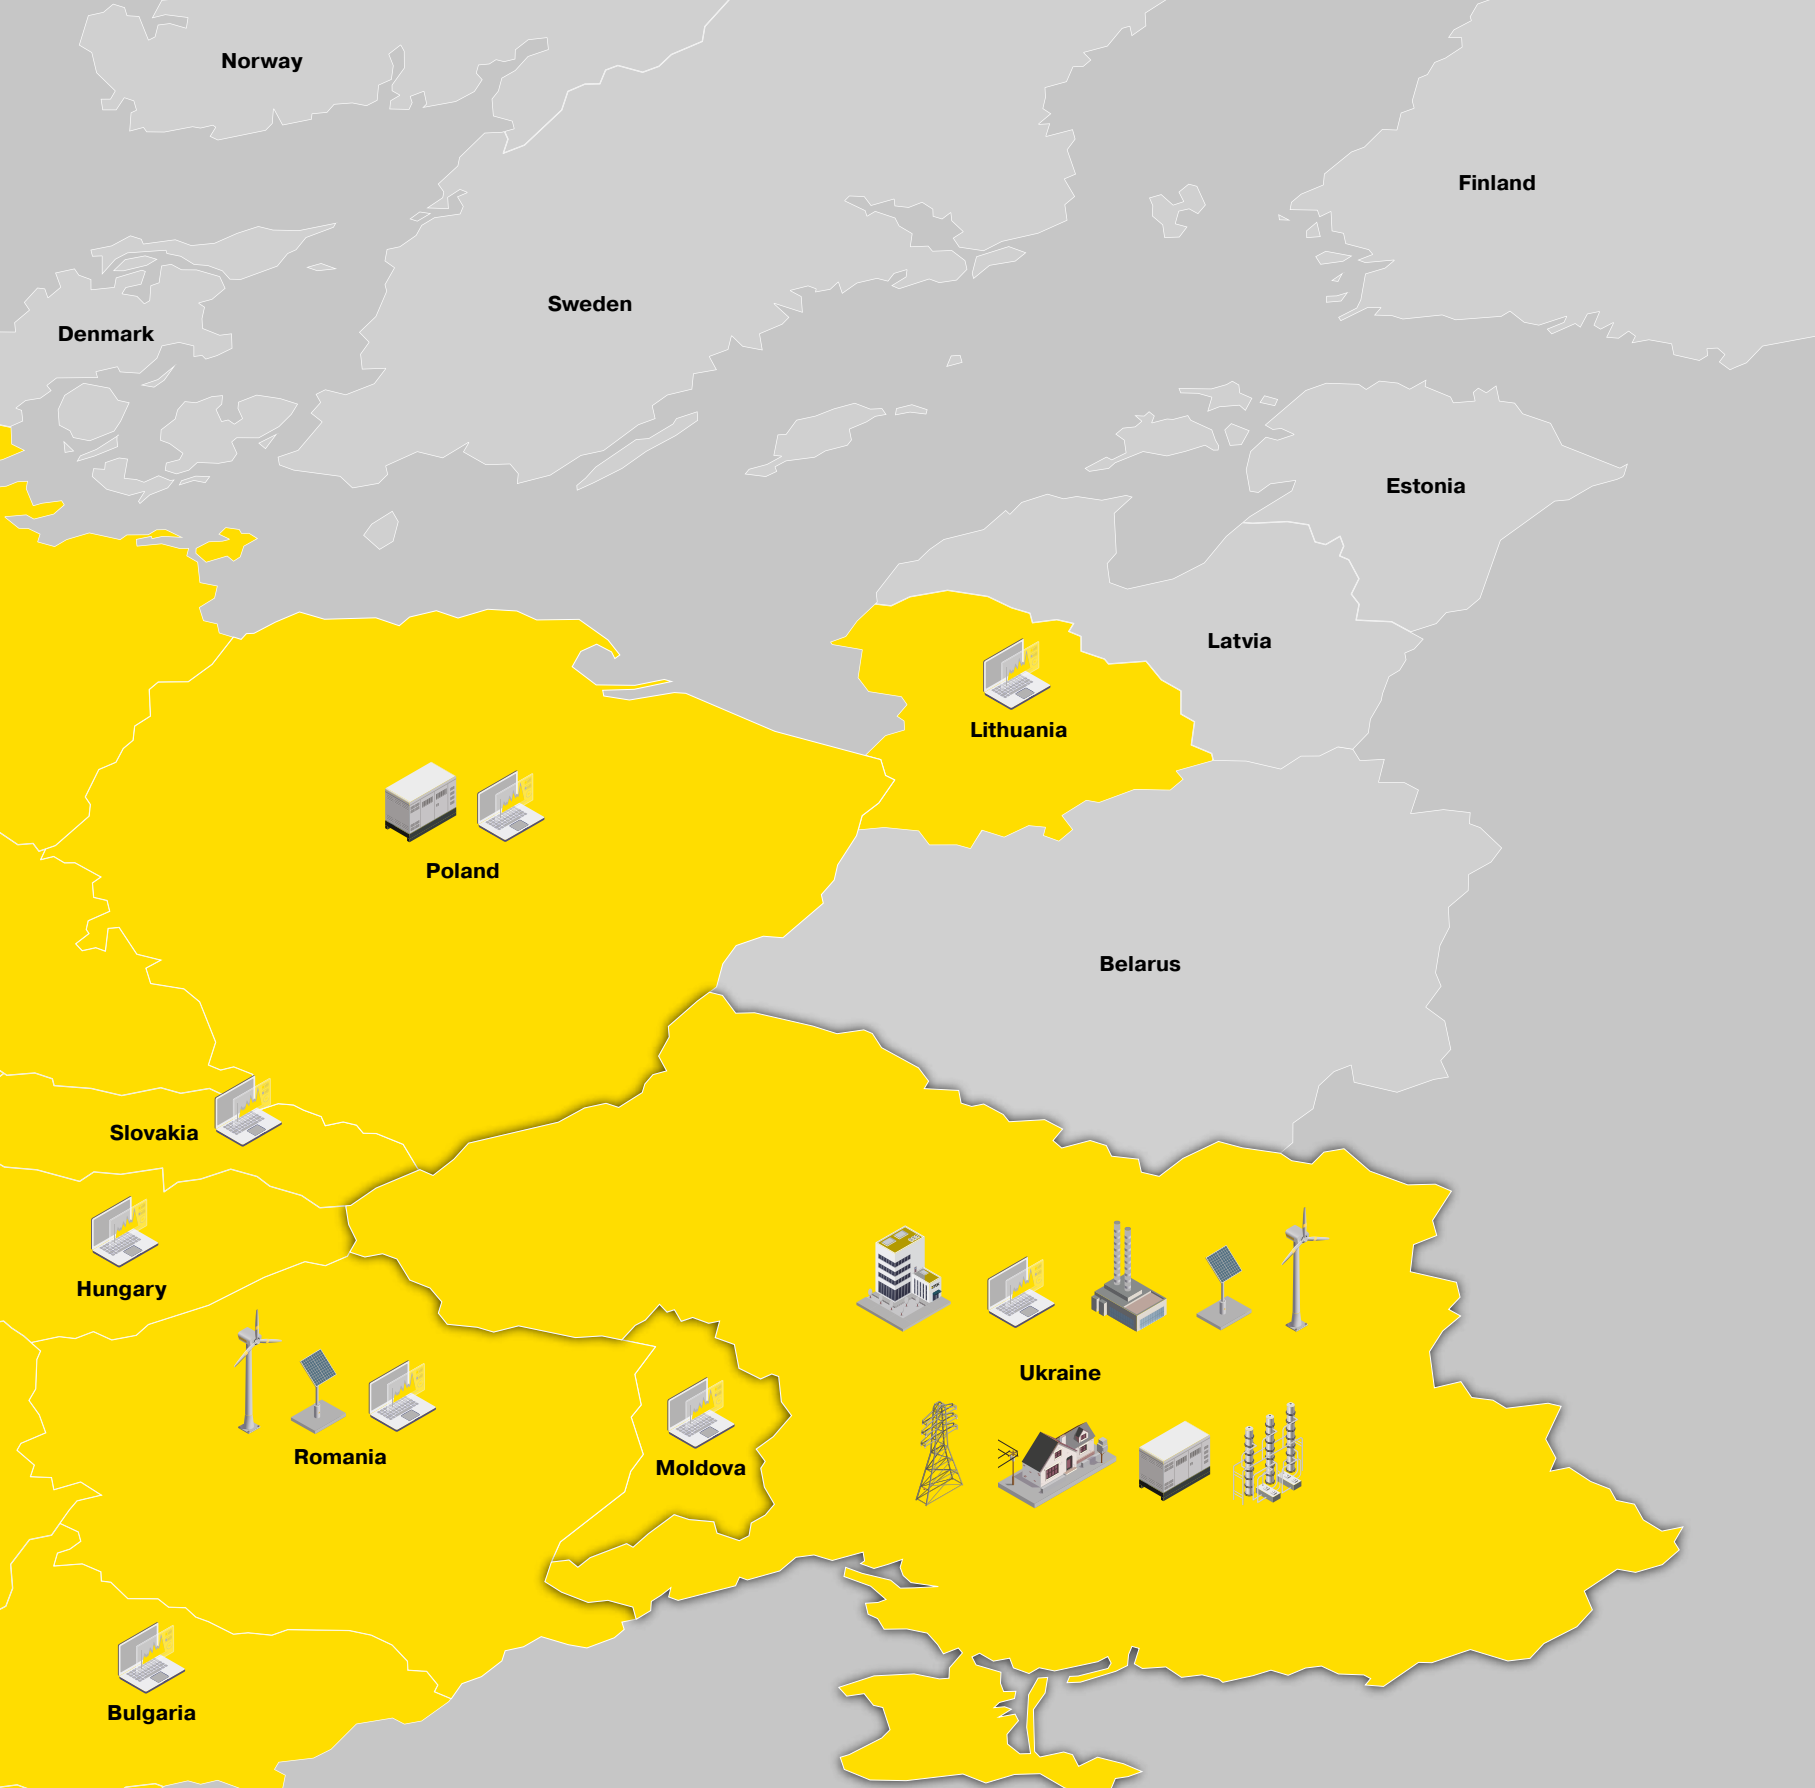 Norway
Finland
Sweden
Denmark
Estonia
Latvia
Lithuania
Poland
Belarus
Slovakia
Hungary
Ukraine
Romania
Moldova
Bulgaria